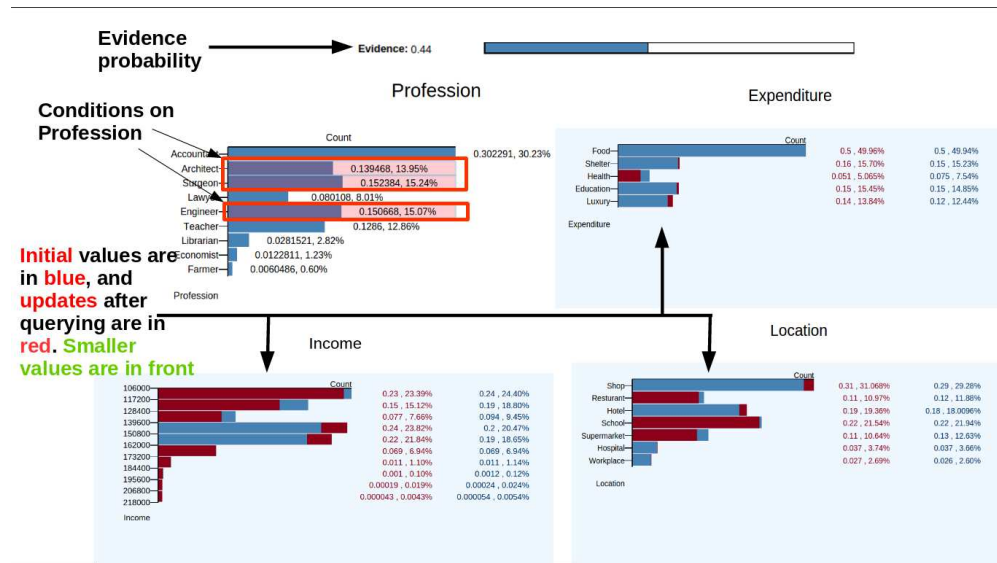 Evidence
probability
Evidence: 0.44
Profession
Expenditure
Conditions on
Profession
Count
Accountant 0.302291, 30.23%
Architect 0.139468, 13.95%
Surgeon 0.152384, 15.24%
Lawyer 0.080108, 8.01%
Engineer 0.150668, 15.07%
Teacher 0.1286, 12.86%
Librarian 0.0281521, 2.82%
Economist 0.0122811, 1.23%
Farmer 0.0060486, 0.60%
Profession
Count
Food 0.5 , 49.96% 0.5 , 49.94%
Shelter 0.16 , 15.70% 0.15 , 15.23%
Health 0.051 , 5.065% 0.075 , 7.54%
Education 0.15 , 15.45% 0.15 , 14.85%
Luxury 0.14 , 13.84% 0.12 , 12.44%
Expenditure
Initial values are
in blue, and
updates after
querying are in
red. Smaller
values are in front
Income
Location
Count
106000
0.23 , 23.39% 0.24 , 24.40%
117200
0.15 , 15.12% 0.19 , 18.80%
128400
0.077 , 7.66% 0.094 , 9.45%
139600
0.24 , 23.82% 0.2 , 20.47%
150800
0.22 , 21.84% 0.19 , 18.65%
162000
0.069 , 6.94% 0.069 , 6.94%
173200
0.011 , 1.10% 0.011 , 1.14%
184400
0.001 , 0.10% 0.0012 , 0.12%
195600
0.00019 , 0.019% 0.00024 , 0.024%
206800
0.000043 , 0.0043% 0.000054 , 0.0054%
218000
Income
Count
Shop 0.31 , 31.068% 0.29 , 29.28%
Resturant 0.11 , 10.97% 0.12 , 11.88%
Hotel 0.19 , 19.36% 0.18 , 18.0096%
School 0.22 , 21.54% 0.22 , 21.94%
Supermarket 0.11 , 10.64% 0.13 , 12.63%
Hospital 0.037 , 3.74% 0.037 , 3.66%
Workplace 0.027 , 2.69% 0.026 , 2.60%
Location